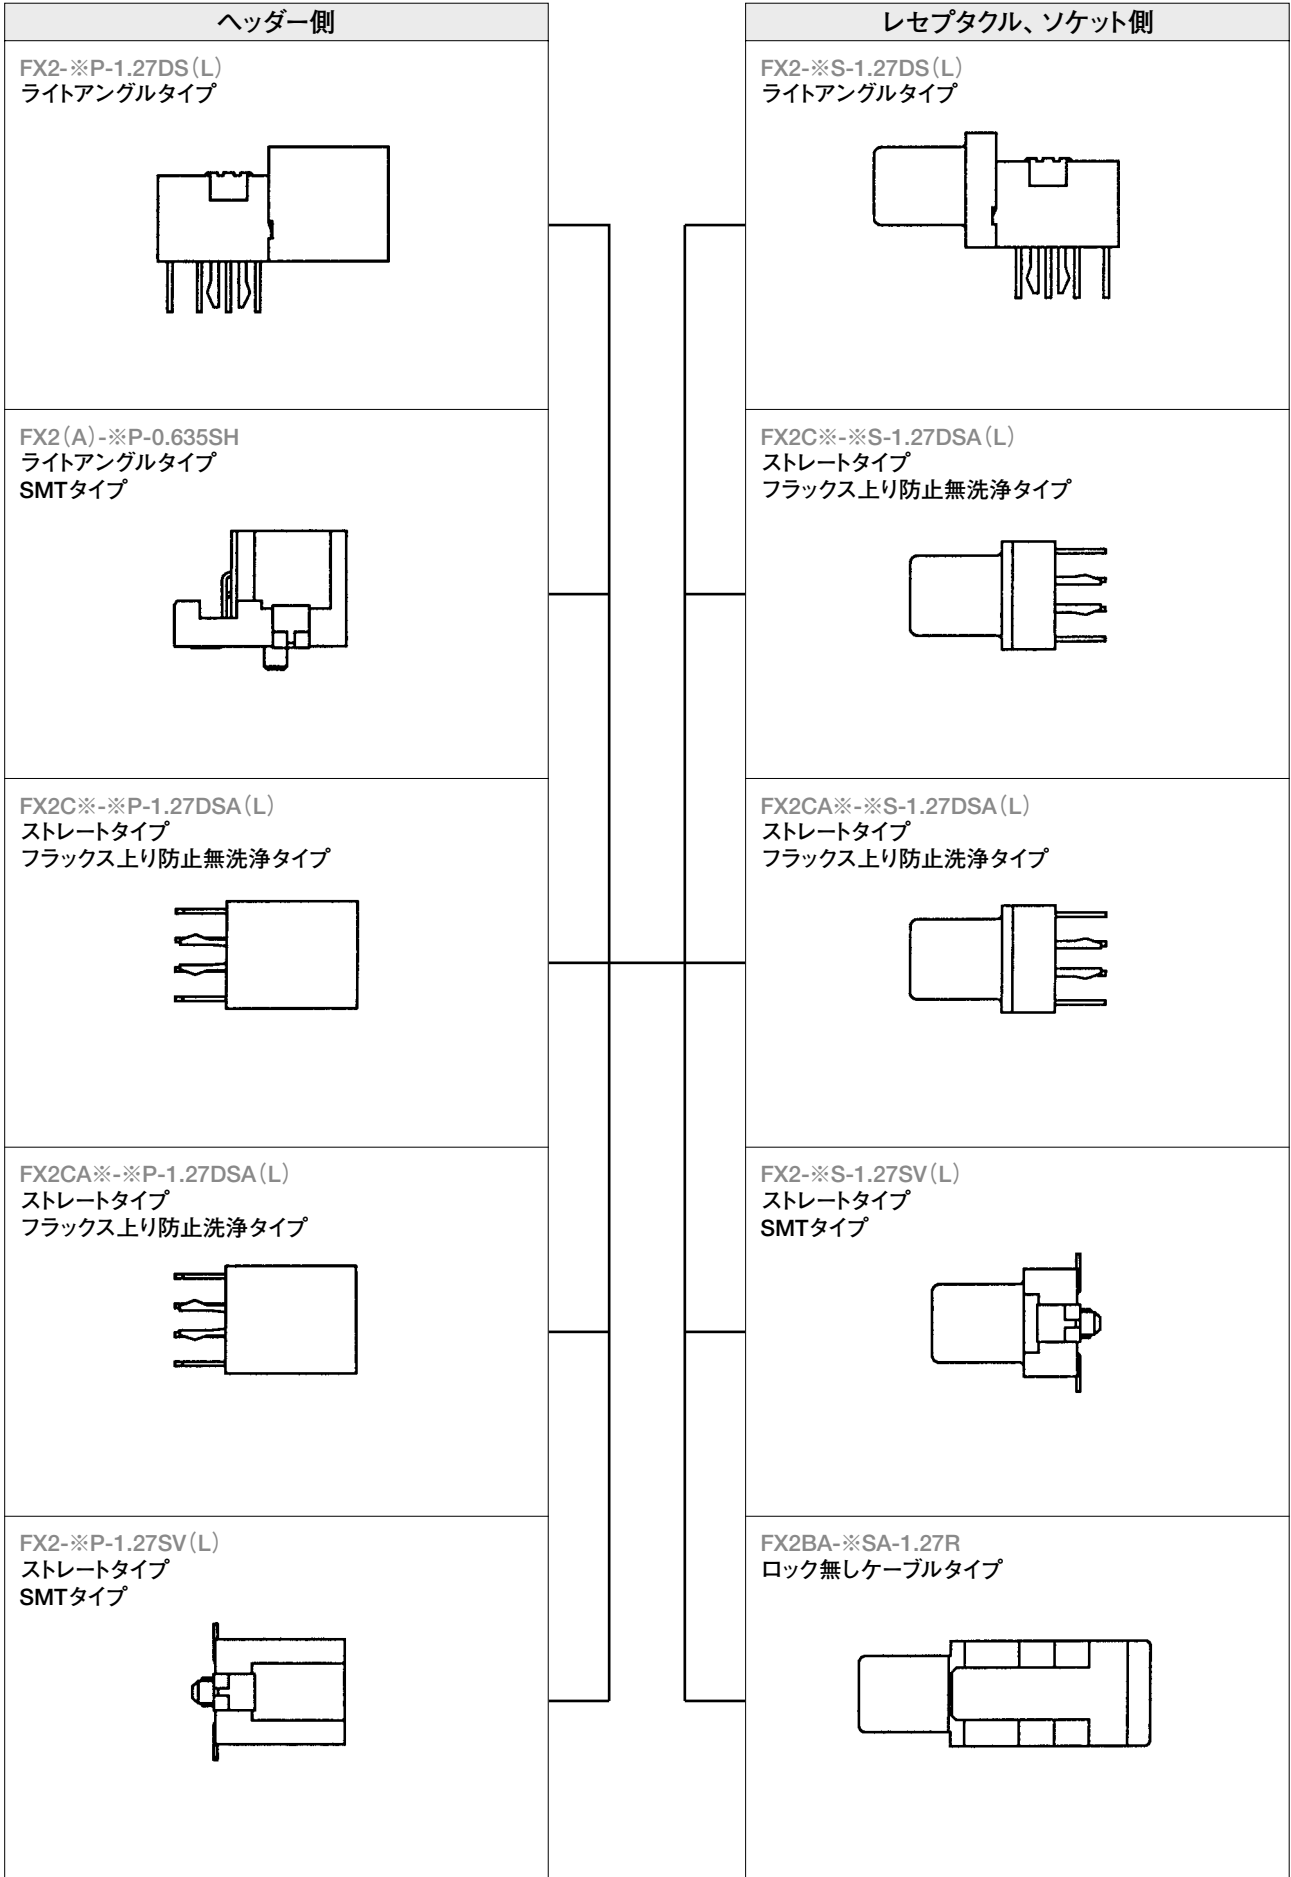 ヘッダー側
FX2-※P-1.27DS(L)
ライトアングルタイプ
FX2(A)-※P-0.635SH
ライトアングルタイプ
SMTタイプ
FX2C※-※P-1.27DSA(L)
ストレートタイプ
フラックス上り防止無洗浄タイプ
FX2CA※-※P-1.27DSA(L)
ストレートタイプ
フラックス上り防止洗浄タイプ
FX2-※P-1.27SV(L)
ストレートタイプ
SMTタイプ
レセプタクル、ソケット側
FX2-※S-1.27DS(L)
ライトアングルタイプ
FX2C※-※S-1.27DSA(L)
ストレートタイプ
フラックス上り防止無洗浄タイプ
FX2CA※-※S-1.27DSA(L)
ストレートタイプ
フラックス上り防止洗浄タイプ
FX2-※S-1.27SV(L)
ストレートタイプ
SMTタイプ
FX2BA-※SA-1.27R
ロック無しケーブルタイプ